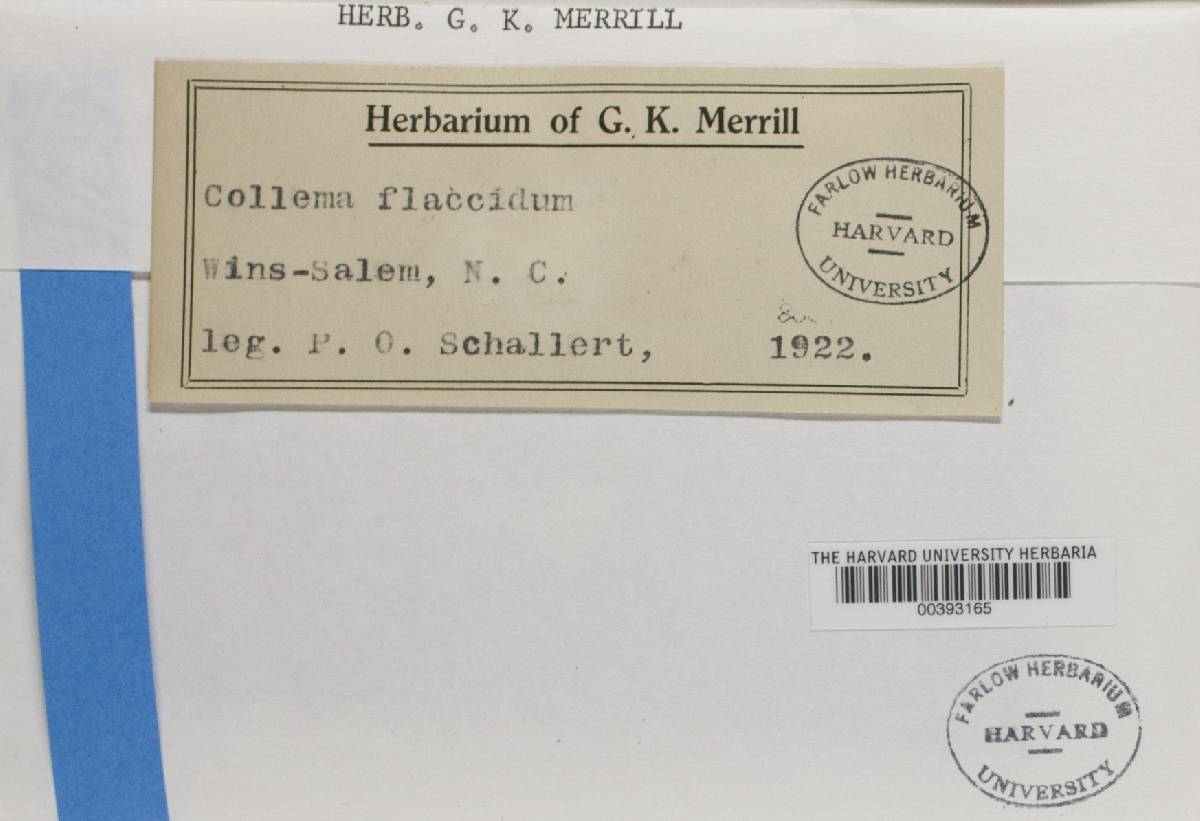 HERB. G. K. MERRILL
Herbarium of G. K. Merrill
Collema flaccidum
Wins-Salem, N. C.
leg. P. O. Schallert, 1922.
FARLOW HERBARIUM
HARVARD
UNIVERSITY
THE HARVARD UNIVERSITY HERBARIA
00393165
FARLOW HERBARIUM
HARVARD
UNIVERSITY